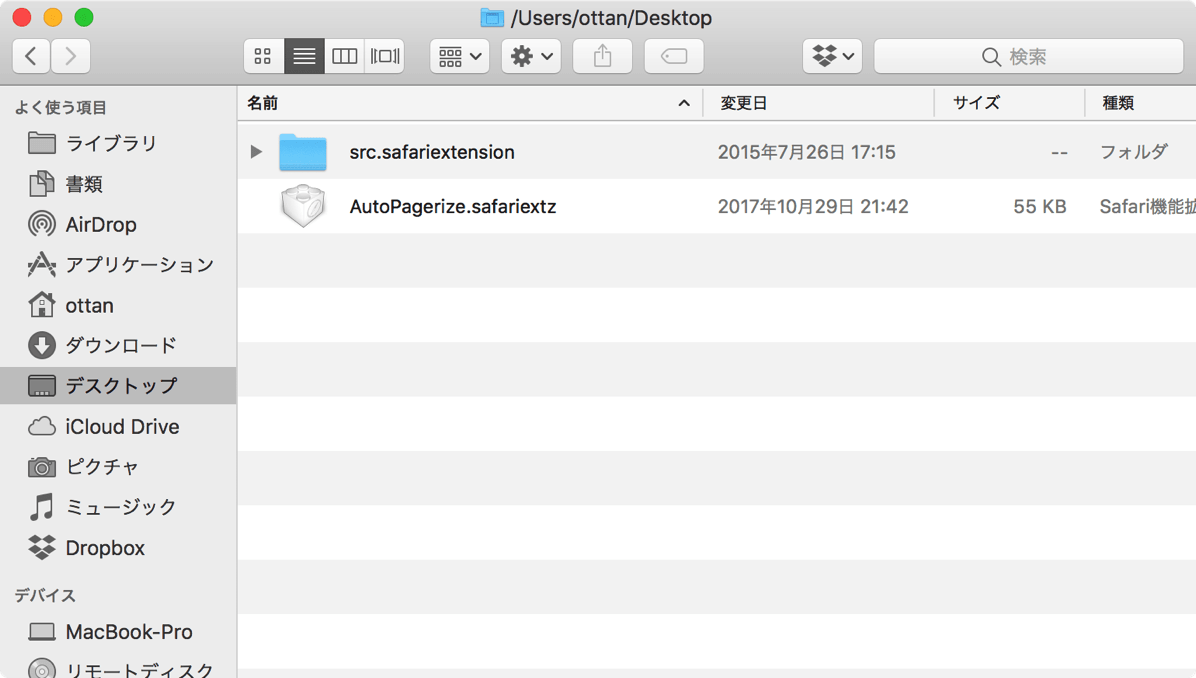 /Users/ottan/Desktop
検索
よく使う項目
ライブラリ
書類
AirDrop
アプリケーション
ottan
ダウンロード
デスクトップ
iCloud Drive
ピクチャ
ミュージック
Dropbox
デバイス
MacBook-Pro
リモートディスク
名前 変更日 サイズ 種類
src.safariextension 2015年7月26日 17:15 -- フォルダ
AutoPagerize.safariextz 2017年10月29日 21:42 55 KB Safari機能拡